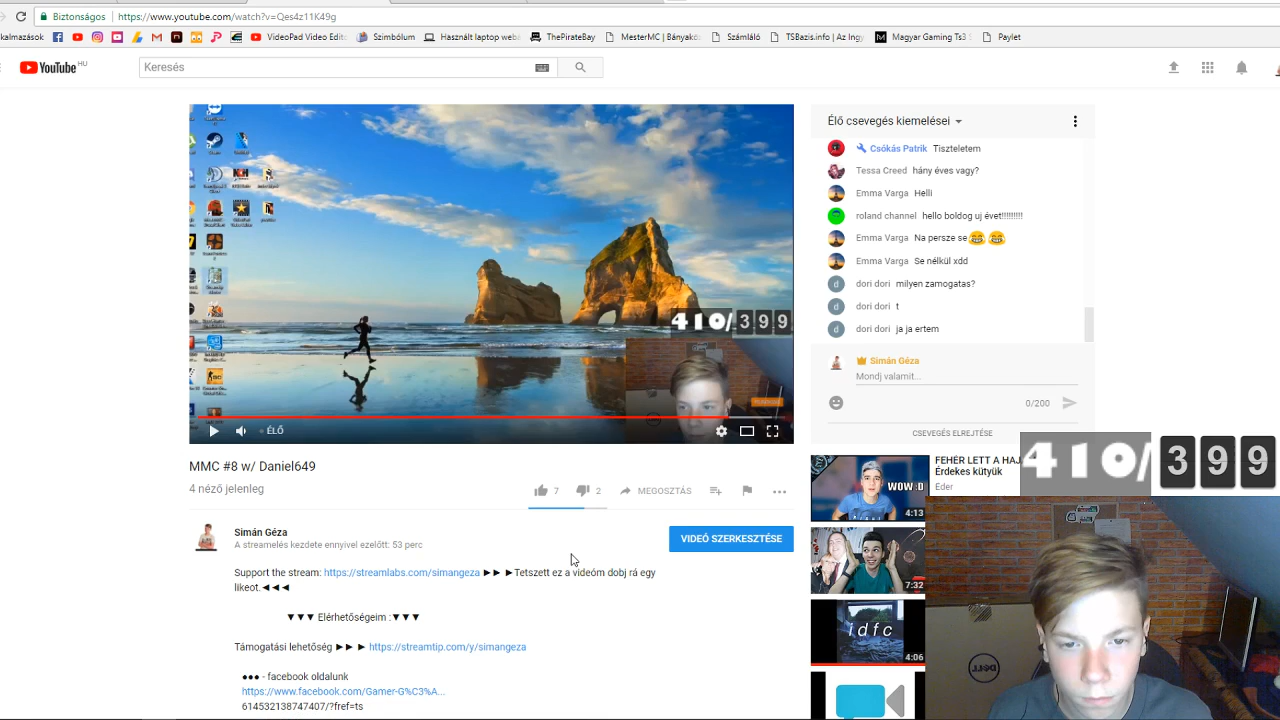 Biztonságos https://www.youtube.com/watch?v=Qes4z11K49g
kalmazások VideoPad Video Edito Szimbólum Használt laptop webá ThePirateBay MesterMC | Bányakó Számláló TSBazis.info | Az Ingy Magyar Gaming Ts3 S Paylet
YouTube HU
Keresés
Élő csevegés kiemelései
Csókás Patrik Tiszteletem
Tessa Creed hány éves vagy?
Emma Varga Helli
roland channel hello boldog uj évet!!!!!!!!!
Emma Varga Na persze se
Emma Varga Se nélkül xdd
dori dori milyen zamogatas?
dori dori t
dori dori ja ja ertem
410/399
Simán Géza
Mondj valamit...
0/200
ÉLŐ
CSEVEGÉS ELREJTÉSE
MMC #8 w/ Daniel649
4 néző jelenleg
7 2 MEGOSZTÁS
FEHÉR LETT A HAJ
Érdekes kütyük
Eder
WOW :D
4:13
410/399
Simán Géza
A streamelés kezdete ennyivel ezelőtt: 53 perc
VIDEÓ SZERKESZTÉSE
Support the stream: https://streamlabs.com/simangeza ►► ►Tetszett ez a videóm dobj rá egy
likeot.◄◄◄
7:32
▼▼▼ Elérhetőségeim :▼▼▼
idfc
4:06
Támogatási lehetőség ►► ► https://streamtip.com/y/simangeza
●●● - facebook oldalunk
https://www.facebook.com/Gamer-G%C3%A...
614532138747407/?fref=ts
DELL